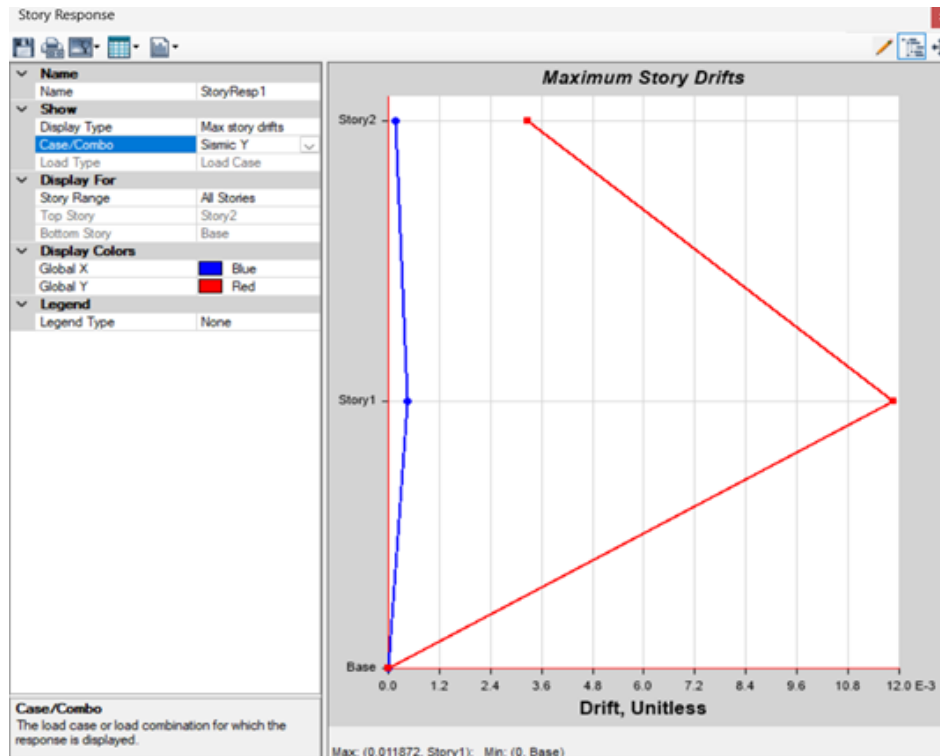 Story Response
Name
Name StoryResp1
Show
Display Type Max story drifts
Case/Combo Sismic Y
Load Type Load Case
Display For
Story Range All Stories
Top Story Story2
Bottom Story Base
Display Colors
Global X Blue
Global Y Red
Legend
Legend Type None
Case/Combo
The load case or load combination for which the
response is displayed.
Maximum Story Drifts
Story2
Story1
Base
0.0 1.2 2.4 3.6 4.8 6.0 7.2 8.4 9.6 10.8 12.0 E-3
Drift, Unitless
Max: (0.011872, Story1); Min: (0, Base)